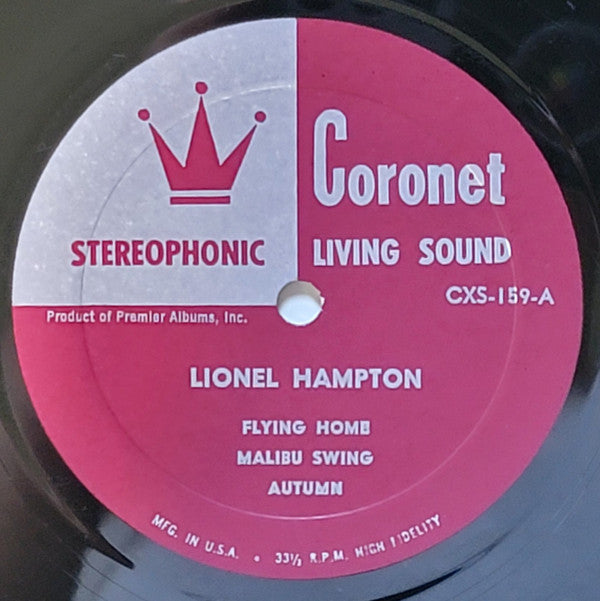 Coronet
STEREOPHONIC
LIVING SOUND
CXS-159-A
Product of Premier Albums, Inc.
LIONEL HAMPTON
FLYING HOME
MALIBU SWING
AUTUMN
MFG. IN U.S.A. • 33⅓ R.P.M. HIGH FIDELITY